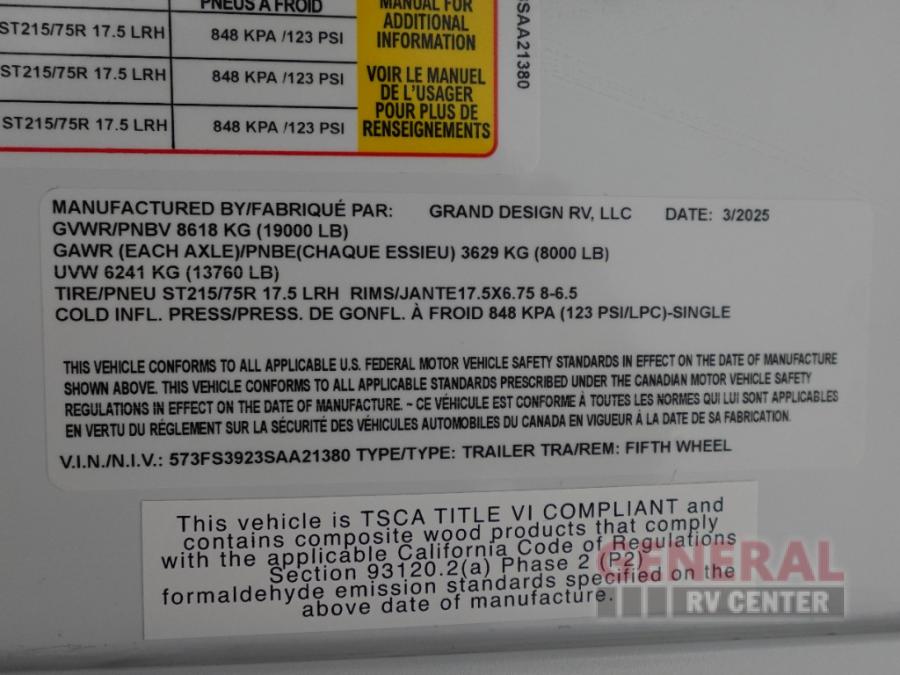 PNEUS À FROID
MANUAL FOR
ADDITIONAL
INFORMATION
ST215/75R 17.5 LRH 848 KPA /123 PSI
ST215/75R 17.5 LRH 848 KPA /123 PSI
ST215/75R 17.5 LRH 848 KPA /123 PSI
VOIR LE MANUEL
DE L'USAGER
POUR PLUS DE
RENSEIGNEMENTS
SAA21380
MANUFACTURED BY/FABRIQUÉ PAR: GRAND DESIGN RV, LLC DATE: 3/2025
GVWR/PNBV 8618 KG (19000 LB)
GAWR (EACH AXLE)/PNBE(CHAQUE ESSIEU) 3629 KG (8000 LB)
UVW 6241 KG (13760 LB)
TIRE/PNEU ST215/75R 17.5 LRH RIMS/JANTE17.5X6.75 8-6.5
COLD INFL. PRESS/PRESS. DE GONFL. À FROID 848 KPA (123 PSI/LPC)-SINGLE
THIS VEHICLE CONFORMS TO ALL APPLICABLE U.S. FEDERAL MOTOR VEHICLE SAFETY STANDARDS IN EFFECT ON THE DATE OF MANUFACTURE
SHOWN ABOVE. THIS VEHICLE CONFORMS TO ALL APPLICABLE STANDARDS PRESCRIBED UNDER THE CANADIAN MOTOR VEHICLE SAFETY
REGULATIONS IN EFFECT ON THE DATE OF MANUFACTURE. ~ CE VÉHICULE EST CONFORME À TOUTES LES NORMES QUI LUI SONT APPLICABLES
EN VERTU DU RÉGLEMENT SUR LA SÉCURITÉ DES VÉHICULES AUTOMOBILES DU CANADA EN VIGUEUR À LA DATE DE SA FABRICATION.
V.I.N./N.I.V.: 573FS3923SAA21380 TYPE/TYPE: TRAILER TRA/REM: FIFTH WHEEL
This vehicle is TSCA TITLE VI COMPLIANT and
contains composite wood products that comply
with the applicable California Code of Regulations
Section 93120.2(a) Phase 2 (P2)
formaldehyde emission standards specified on the
above date of manufacture.
GENERAL
RV CENTER